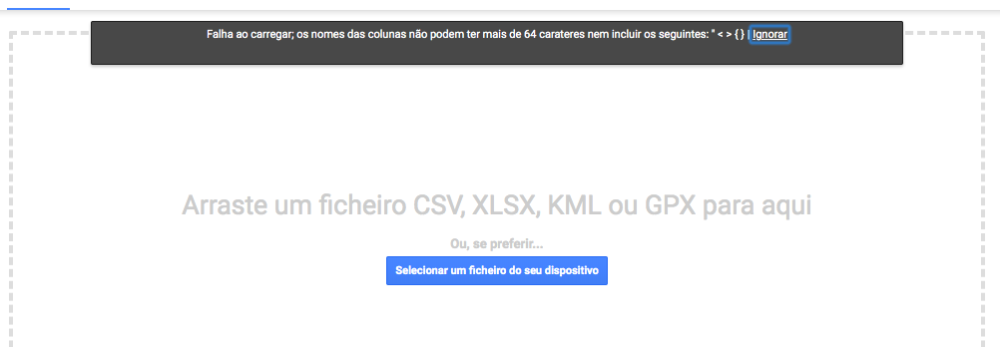 Falha ao carregar; os nomes das colunas não podem ter mais de 64 carateres nem incluir os seguintes: " < > { } | Ignorar
Arraste um ficheiro CSV, XLSX, KML ou GPX para aqui
Ou, se preferir...
Selecionar um ficheiro do seu dispositivo